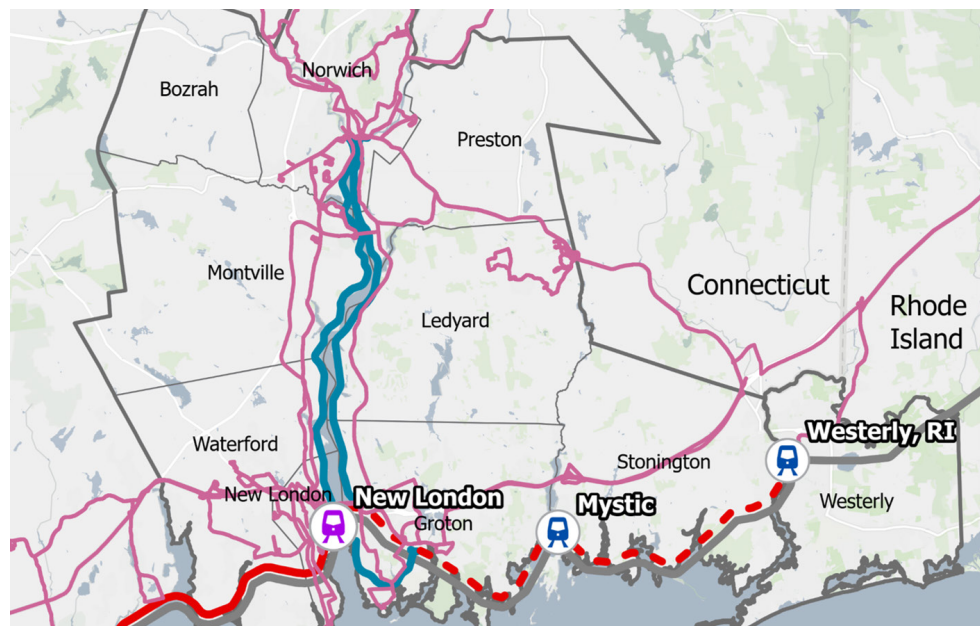 Norwich
Bozrah
Preston
Montville
Connecticut
Rhode
Island
Ledyard
Waterford
Westerly, RI
Stonington
New London
New London
Mystic
Westerly
Groton